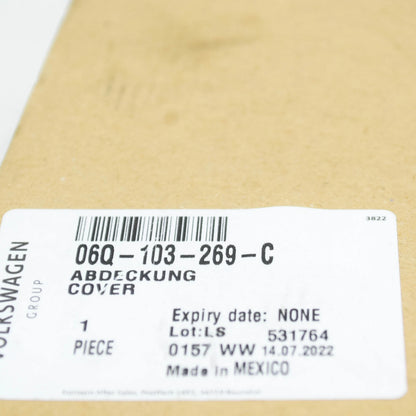 3822
06Q-103-269-C
ABDECKUNG
COVER
VOLKSWAGEN
GROUP
1
PIECE
Expiry date: NONE
Lot:LS 531764
0157 WW 14.07.2022
Made in MEXICO